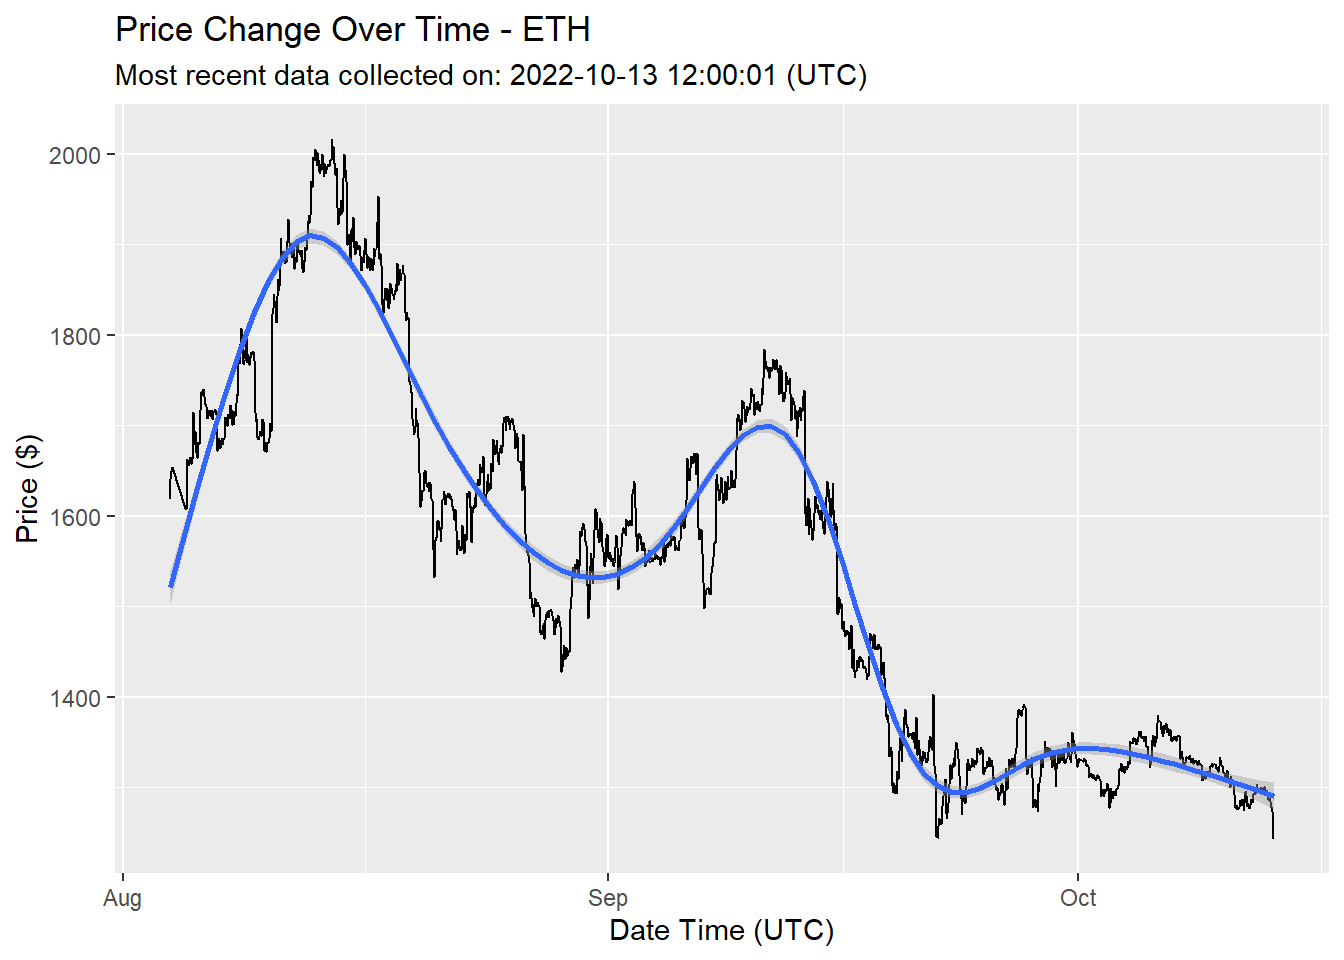 Price Change Over Time - ETH
Most recent data collected on: 2022-10-13 12:00:01 (UTC)
2000
1800
1600
1400
Price ($)
Aug
Sep
Oct
Date Time (UTC)